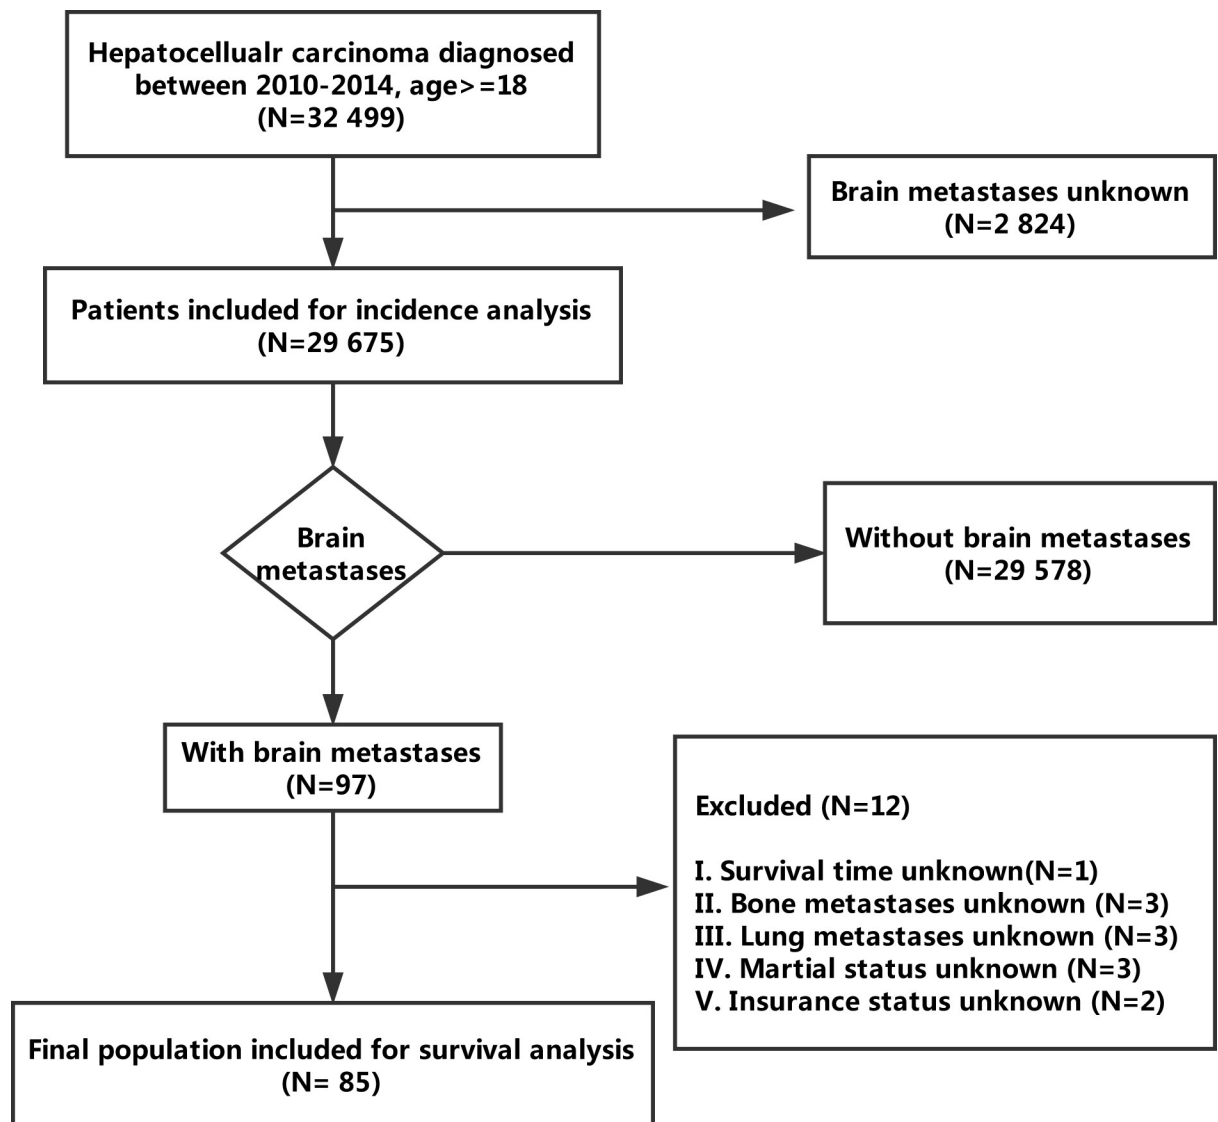 Hepatocellualr carcinoma diagnosed
between 2010-2014, age>=18
(N=32 499)
Brain metastases unknown
(N=2 824)
Patients included for incidence analysis
(N=29 675)
Brain
metastases
Without brain metastases
(N=29 578)
With brain metastases
(N=97)
Excluded (N=12)
I. Survival time unknown(N=1)
II. Bone metastases unknown (N=3)
III. Lung metastases unknown (N=3)
IV. Martial status unknown (N=3)
V. Insurance status unknown (N=2)
Final population included for survival analysis
(N= 85)